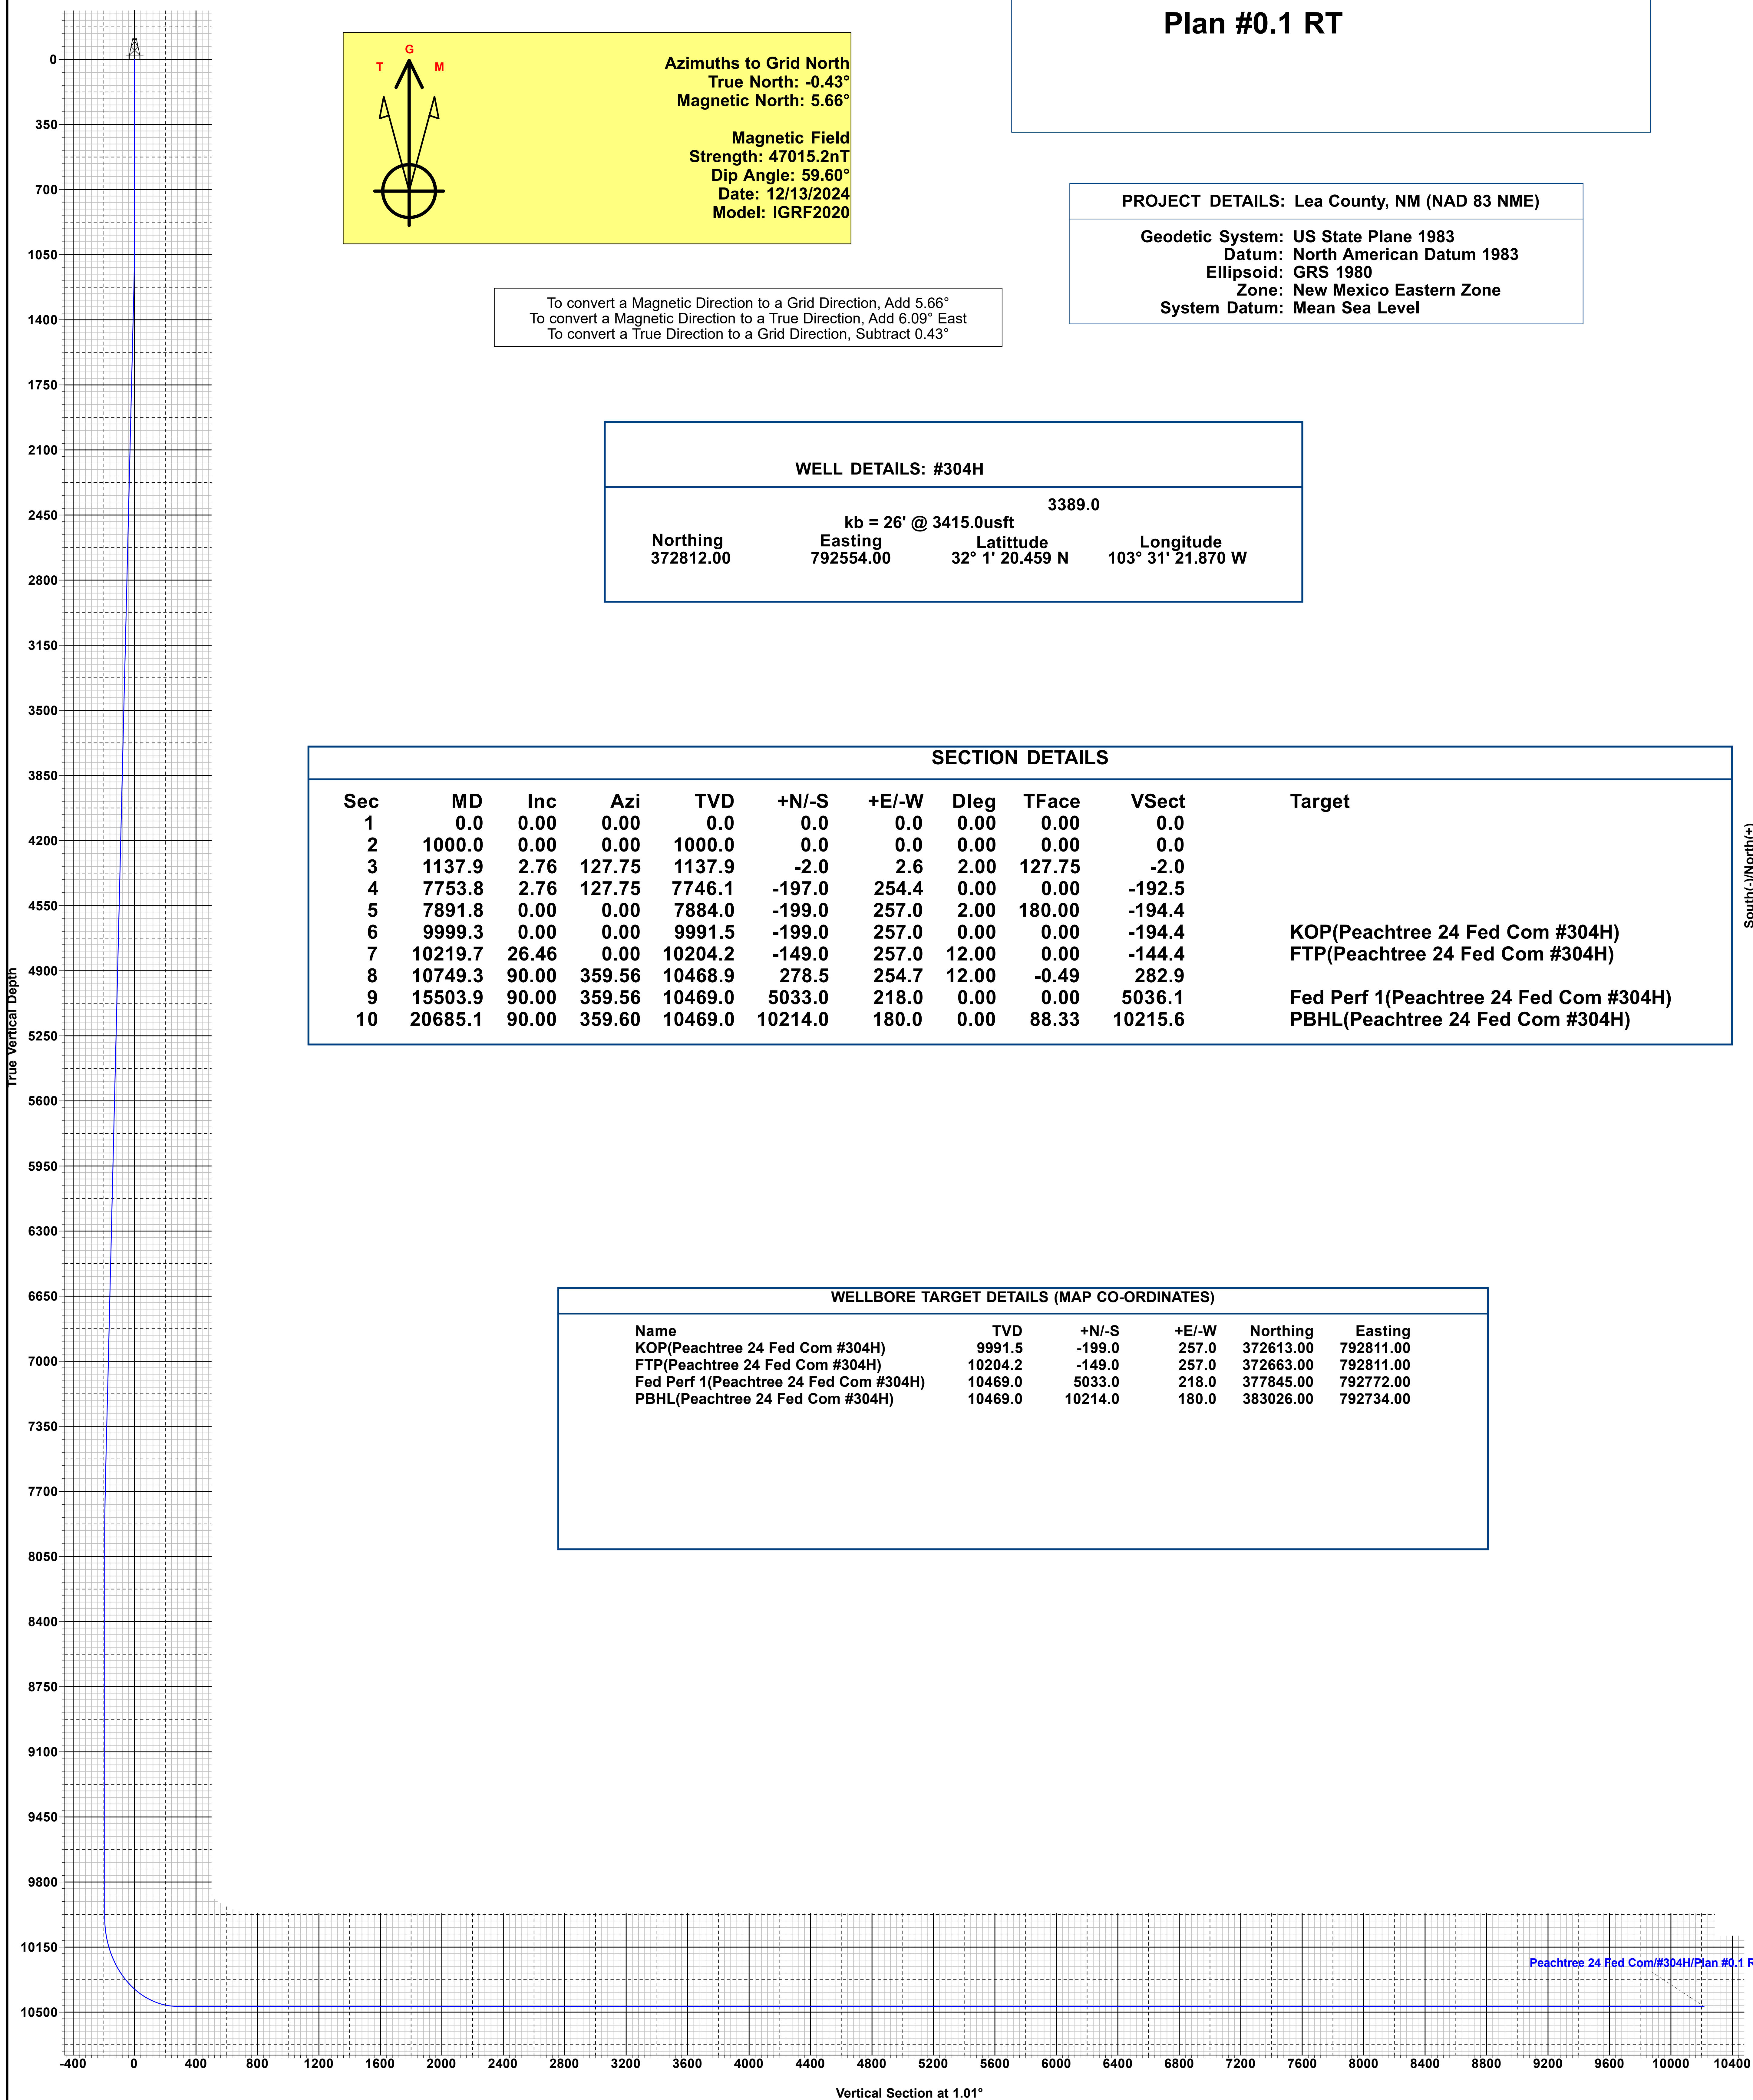 Plan #0.1 RT
G
T M
Azimuths to Grid North
True North: -0.43°
Magnetic North: 5.66°
Magnetic Field
Strength: 47015.2nT
Dip Angle: 59.60°
Date: 12/13/2024
Model: IGRF2020
To convert a Magnetic Direction to a Grid Direction, Add 5.66°
To convert a Magnetic Direction to a True Direction, Add 6.09° East
To convert a True Direction to a Grid Direction, Subtract 0.43°
PROJECT DETAILS: Lea County, NM (NAD 83 NME)
Geodetic System: US State Plane 1983
Datum: North American Datum 1983
Ellipsoid: GRS 1980
Zone: New Mexico Eastern Zone
System Datum: Mean Sea Level
WELL DETAILS: #304H
3389.0
kb = 26' @ 3415.0usft
Northing Easting Latittude Longitude
372812.00 792554.00 32° 1' 20.459 N 103° 31' 21.870 W
SECTION DETAILS
Sec MD Inc Azi TVD +N/-S +E/-W Dleg TFace VSect Target
1 0.0 0.00 0.00 0.0 0.0 0.0 0.00 0.00 0.0
2 1000.0 0.00 0.00 1000.0 0.0 0.0 0.00 0.00 0.0
3 1137.9 2.76 127.75 1137.9 -2.0 2.6 2.00 127.75 -2.0
4 7753.8 2.76 127.75 7746.1 -197.0 254.4 0.00 0.00 -192.5
5 7891.8 0.00 0.00 7884.0 -199.0 257.0 2.00 180.00 -194.4
6 9999.3 0.00 0.00 9991.5 -199.0 257.0 0.00 0.00 -194.4 KOP(Peachtree 24 Fed Com #304H)
7 10219.7 26.46 0.00 10204.2 -149.0 257.0 12.00 0.00 -144.4 FTP(Peachtree 24 Fed Com #304H)
8 10749.3 90.00 359.56 10468.9 278.5 254.7 12.00 -0.49 282.9
9 15503.9 90.00 359.56 10469.0 5033.0 218.0 0.00 0.00 5036.1 Fed Perf 1(Peachtree 24 Fed Com #304H)
10 20685.1 90.00 359.60 10469.0 10214.0 180.0 0.00 88.33 10215.6 PBHL(Peachtree 24 Fed Com #304H)
South(-)/North(+)
WELLBORE TARGET DETAILS (MAP CO-ORDINATES)
Name TVD +N/-S +E/-W Northing Easting
KOP(Peachtree 24 Fed Com #304H) 9991.5 -199.0 257.0 372613.00 792811.00
FTP(Peachtree 24 Fed Com #304H) 10204.2 -149.0 257.0 372663.00 792811.00
Fed Perf 1(Peachtree 24 Fed Com #304H) 10469.0 5033.0 218.0 377845.00 792772.00
PBHL(Peachtree 24 Fed Com #304H) 10469.0 10214.0 180.0 383026.00 792734.00
True Vertical Depth
0
350
700
1050
1400
1750
2100
2450
2800
3150
3500
3850
4200
4550
4900
5250
5600
5950
6300
6650
7000
7350
7700
8050
8400
8750
9100
9450
9800
10150
10500
Peachtree 24 Fed Com/#304H/Plan #0.1 R
-400 0 400 800 1200 1600 2000 2400 2800 3200 3600 4000 4400 4800 5200 5600 6000 6400 6800 7200 7600 8000 8400 8800 9200 9600 10000 10400
Vertical Section at 1.01°